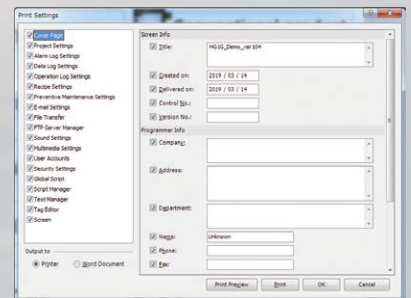 Print Settings
Cover Page
Project Settings
Alarm Log Settings
Data Log Settings
Operation Log Settings
Recipe Settings
Preventive Maintenance Settings
E-mail Settings
File Transfer
FTP Server Manager
Sound Settings
Multimedia Settings
User Accounts
Security Settings
Global Script
Script Manager
Text Manager
Tag Editor
Screen
Output to
Printer
Word Document
Screen Info
Title:
HG1G_Demo_ver104
Created on:
2019 / 03 / 14
Delivered on:
2019 / 03 / 14
Control No.:
Version No.:
Programmer Info
Company:
Address:
Department:
Name:
Unknown
Phone:
Fax:
Print Preview
Print
OK
Cancel